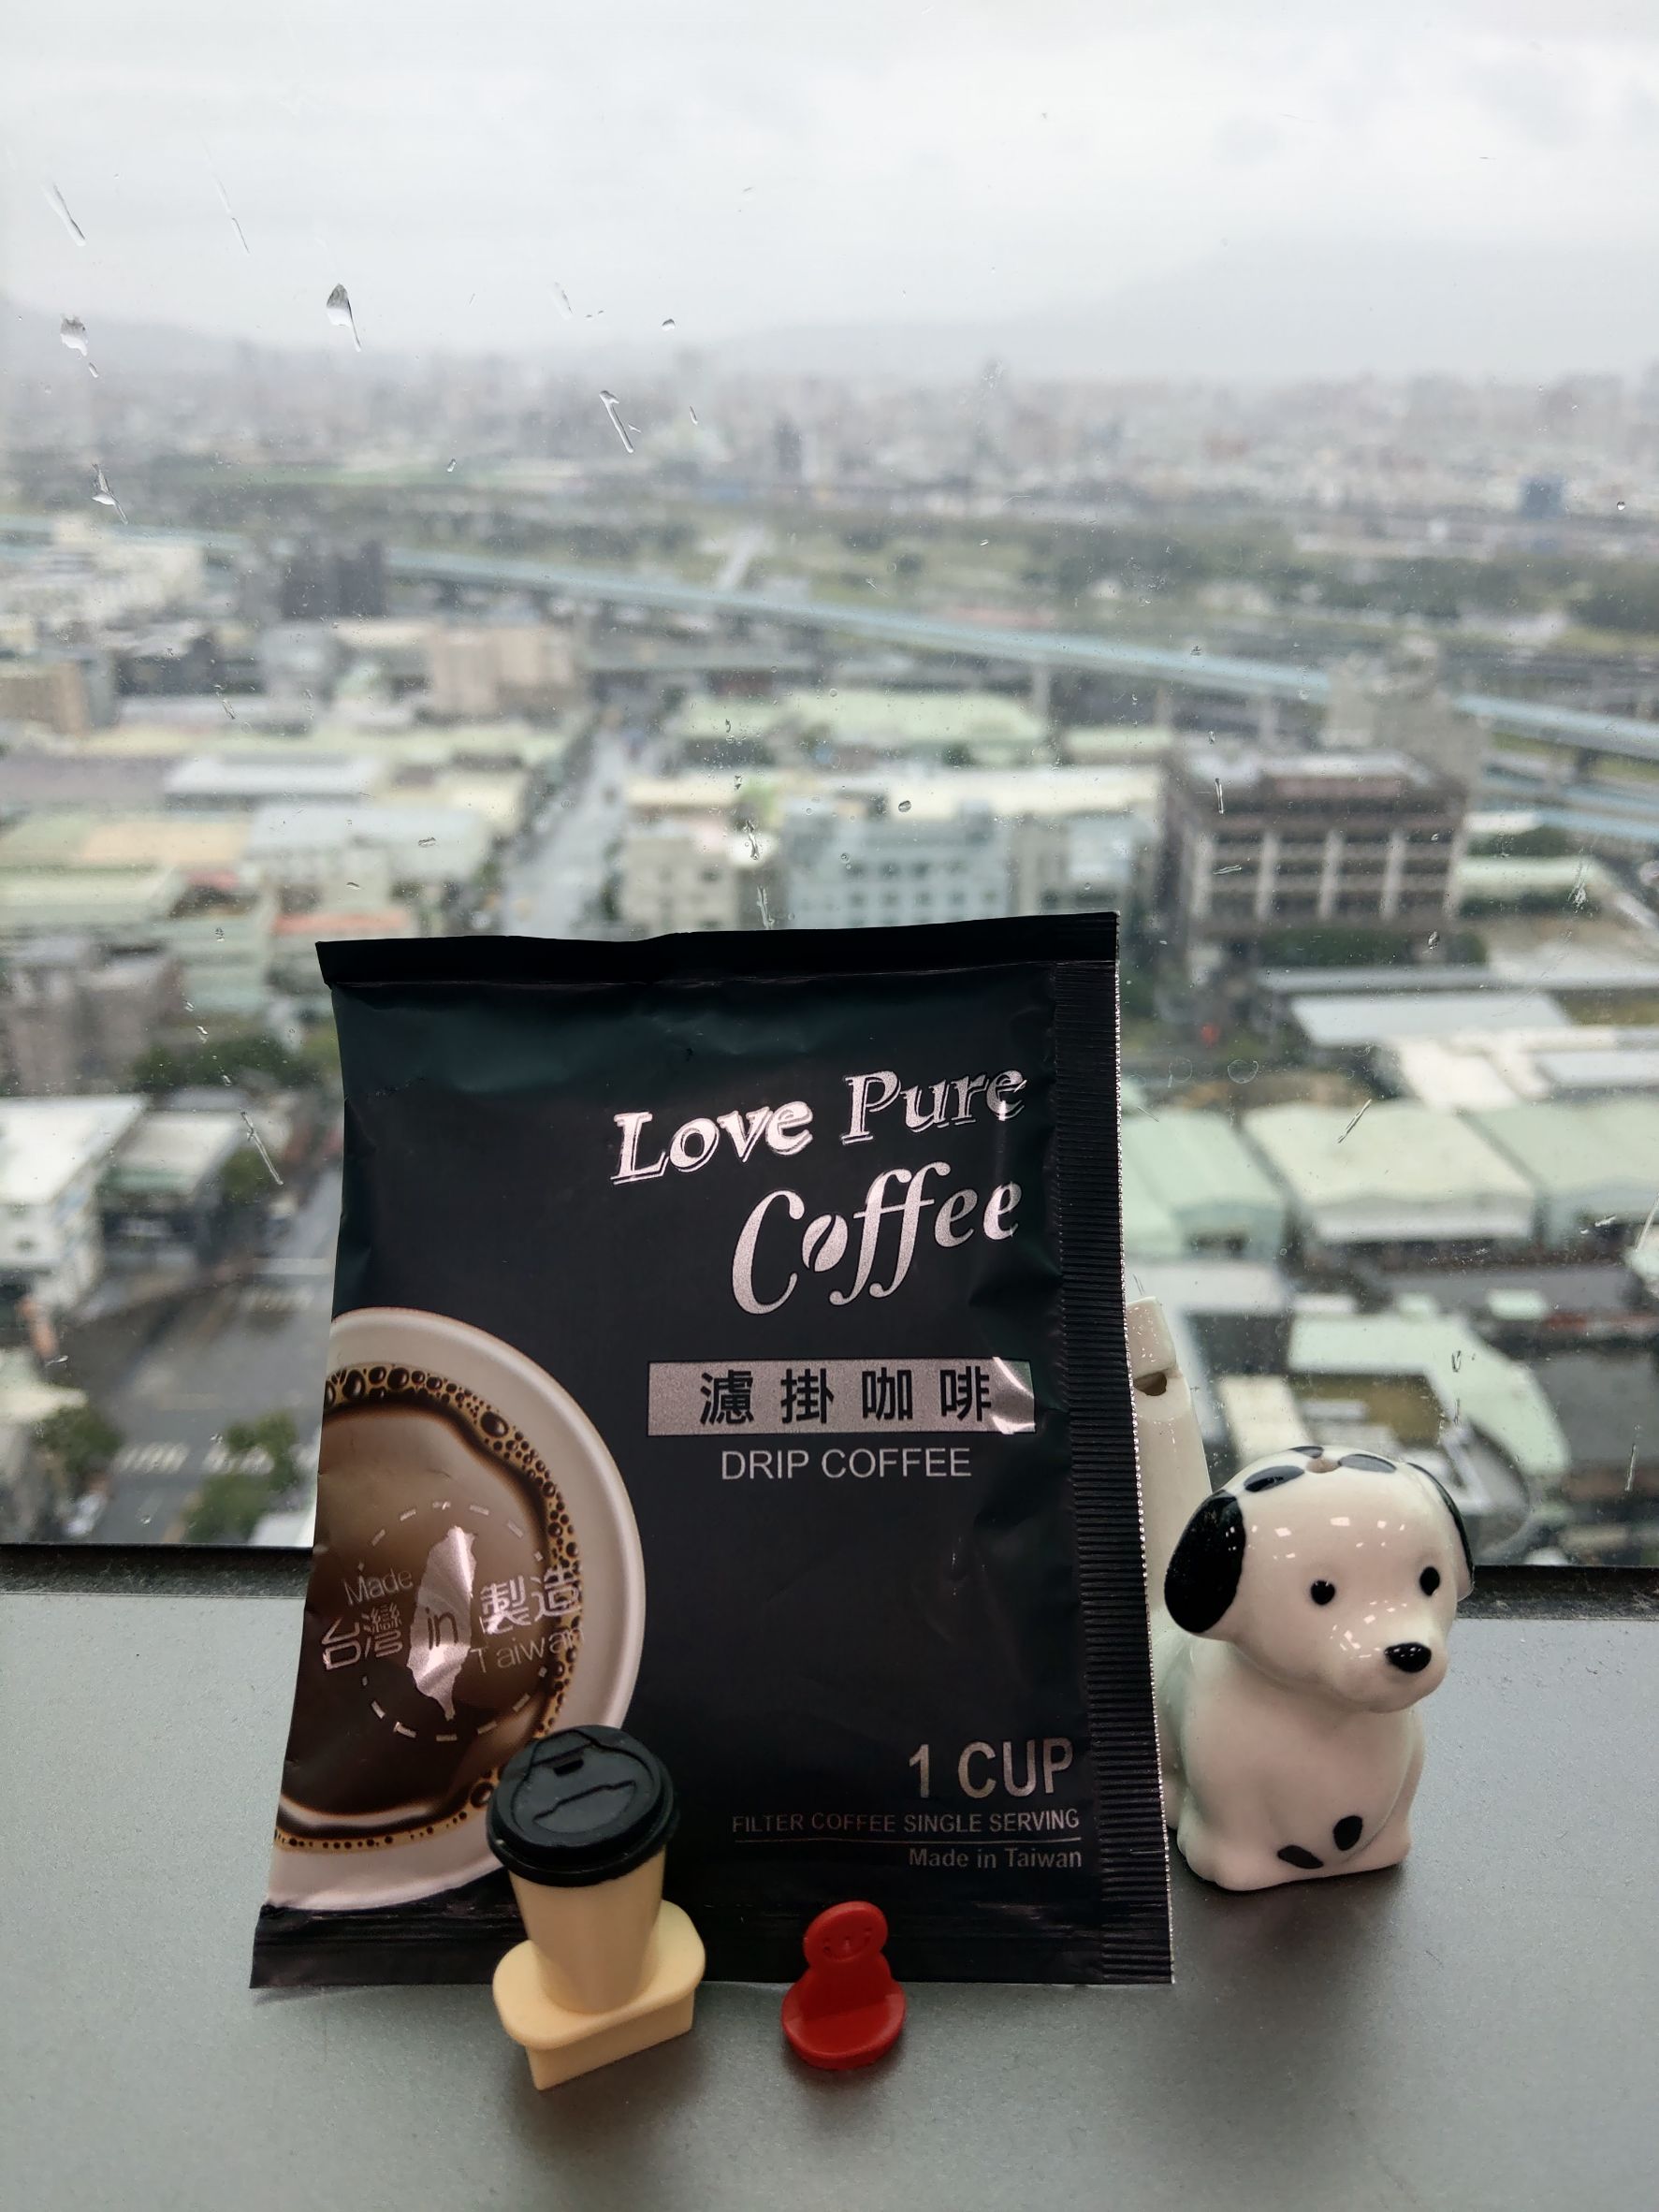 Love Pure
Coffee
濾掛咖啡
DRIP COFFEE
Made
台灣 in 製造
Taiwan
1 CUP
FILTER COFFEE SINGLE SERVING
Made in Taiwan